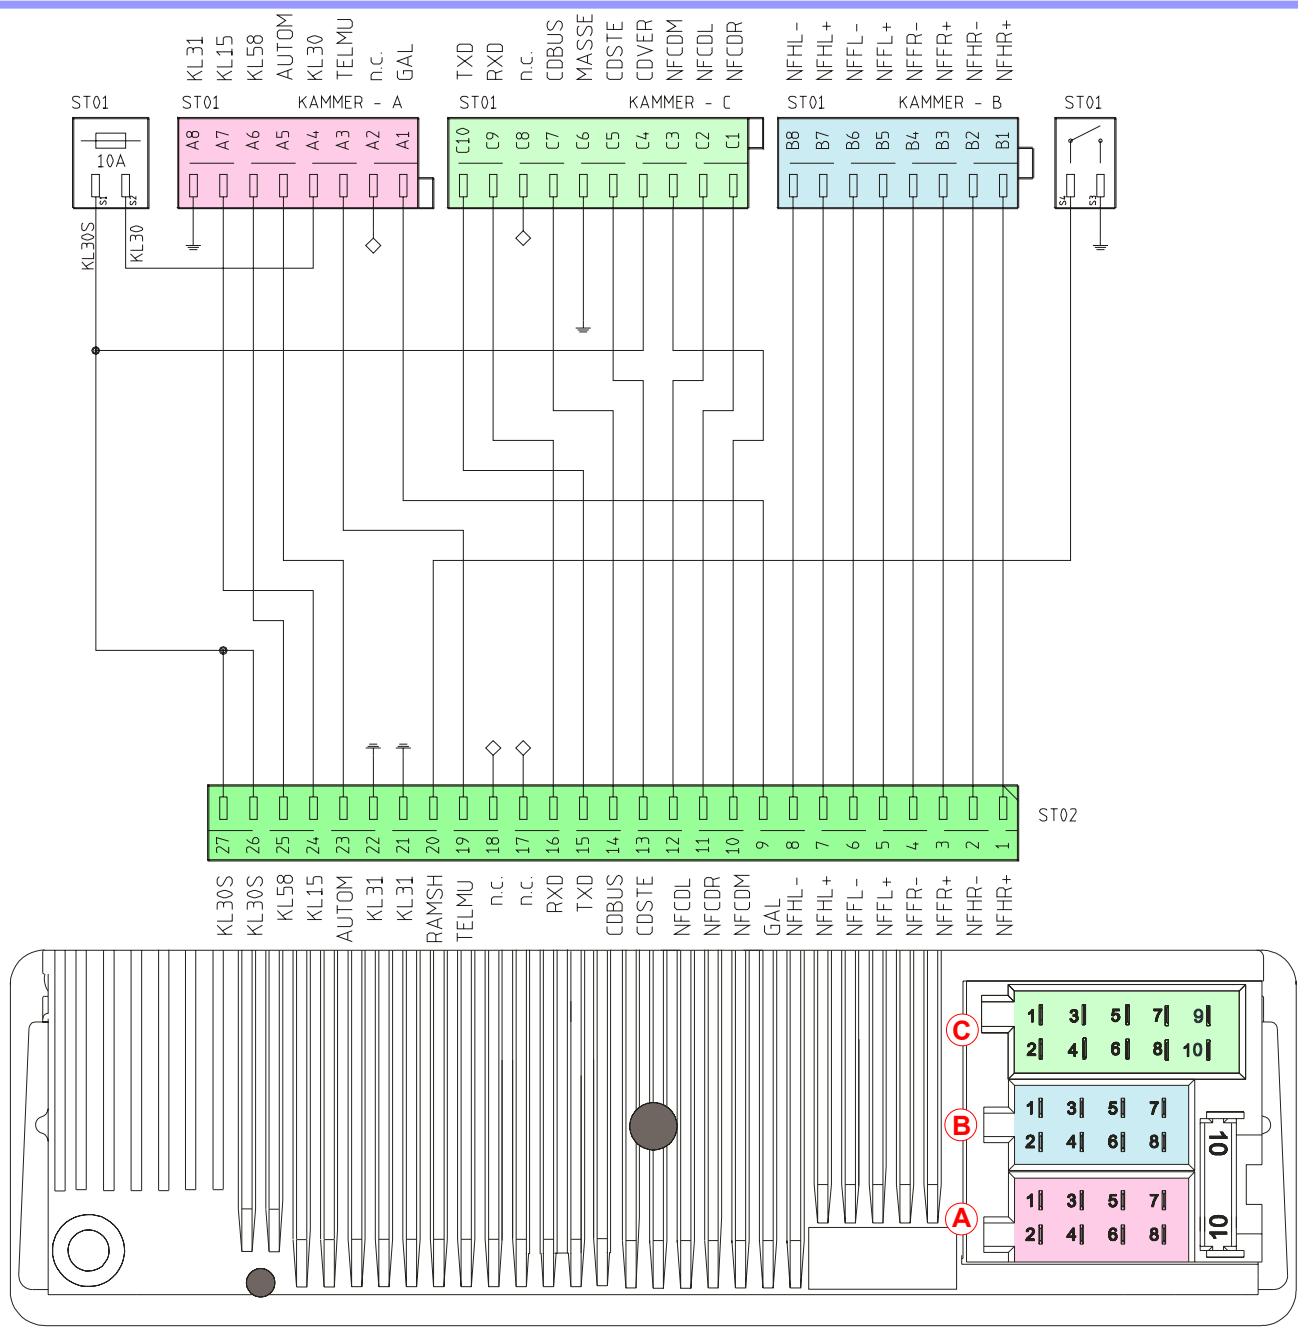 KL31 KL15 KL58 AUTOM KL30 TELMU n.c. GAL
TXD RXD n.c. CDBUS MASSE CDSTE CDVER NFCDM NFCDL NFCDR
NFHL- NFHL+ NFFL- NFFL+ NFFR- NFFR+ NFHR- NFHR+
ST01 ST01 KAMMER - A ST01 KAMMER - C ST01 KAMMER - B ST01
10A
S1 S2
A8 A7 A6 A5 A4 A3 A2 A1
C10 C9 C8 C7 C6 C5 C4 C3 C2 C1
B8 B7 B6 B5 B4 B3 B2 B1
S4 S3
KL30S KL30
ST02
27 26 25 24 23 22 21 20 19 18 17 16 15 14 13 12 11 10 9 8 7 6 5 4 3 2 1
KL30S KL30S KL58 KL15 AUTOM KL31 KL31 RAMSH TELMU n.c. n.c. RXD TXD CDBUS CDSTE NFCDL NFCDR NFCDM GAL NFHL- NFHL+ NFFL- NFFL+ NFFR- NFFR+ NFHR- NFHR+
C
1 3 5 7 9
2 4 6 8 10
B
1 3 5 7
2 4 6 8
A
1 3 5 7
2 4 6 8
10
10